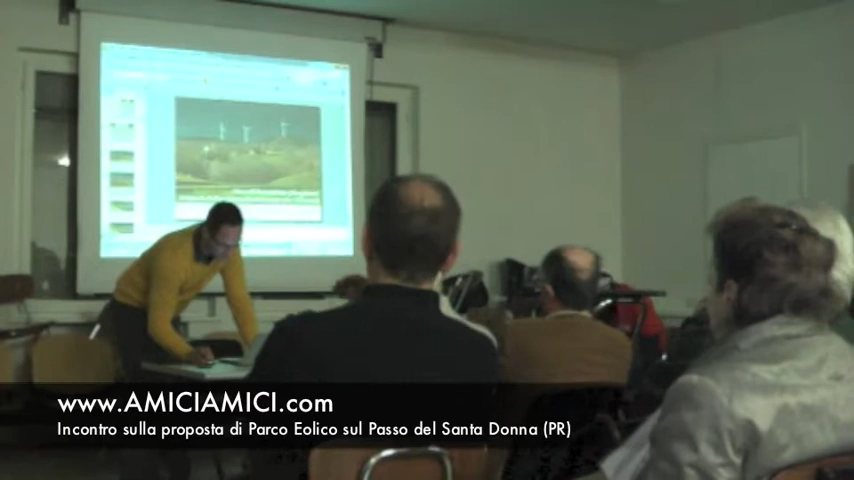 www.AMICIAMICI.com
Incontro sulla proposta di Parco Eolico sul Passo del Santa Donna (PR)